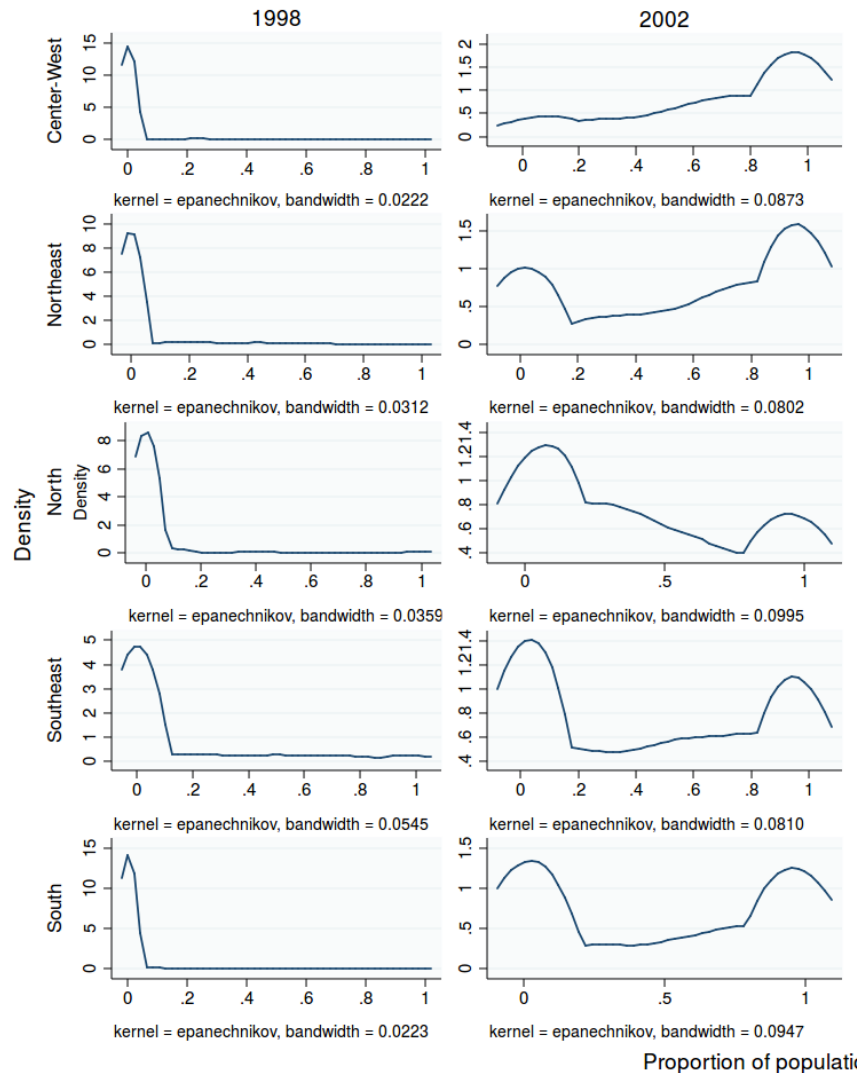 1998 2002
Center-West
0 5 10 15
0 .2 .4 .6 .8 1
kernel = epanechnikov, bandwidth = 0.0222
0 .5 1 1.5 2
0 .2 .4 .6 .8 1
kernel = epanechnikov, bandwidth = 0.0873
Northeast
0 2 4 6 8 10
0 .2 .4 .6 .8 1
kernel = epanechnikov, bandwidth = 0.0312
0 .5 1 1.5
0 .2 .4 .6 .8 1
kernel = epanechnikov, bandwidth = 0.0802
Density
North
Density
0 2 4 6 8
0 .2 .4 .6 .8 1
kernel = epanechnikov, bandwidth = 0.0359
.4 .6 .8 1 1.2 1.4
0 .5 1
kernel = epanechnikov, bandwidth = 0.0995
Southeast
0 1 2 3 4 5
0 .2 .4 .6 .8 1
kernel = epanechnikov, bandwidth = 0.0545
.4 .6 .8 1 1.2 1.4
0 .2 .4 .6 .8 1
kernel = epanechnikov, bandwidth = 0.0810
South
0 5 10 15
0 .2 .4 .6 .8 1
kernel = epanechnikov, bandwidth = 0.0223
0 .5 1 1.5
0 .5 1
kernel = epanechnikov, bandwidth = 0.0947
Proportion of populatio